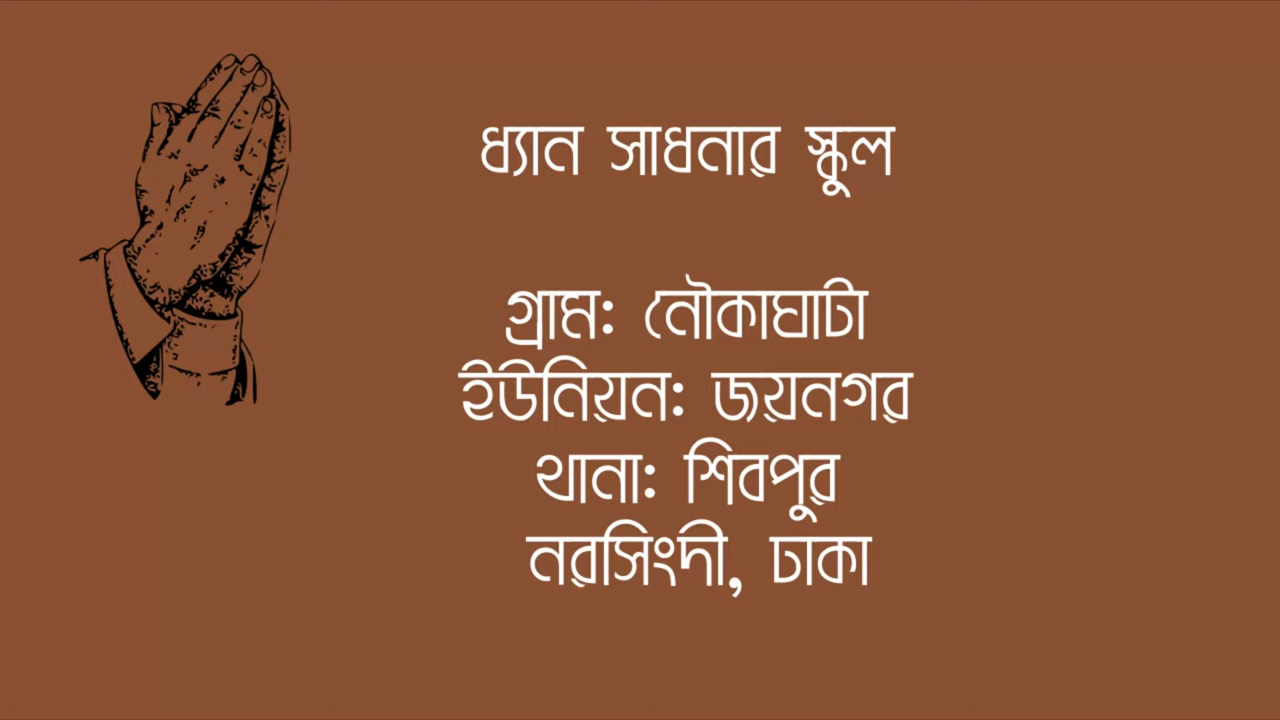 ধ্যান সাধনার স্কুল
গ্রাম: নৌকাঘাটা
ইউনিয়ন: জয়নগর
থানা: শিবপুর
নরসিংদী, ঢাকা